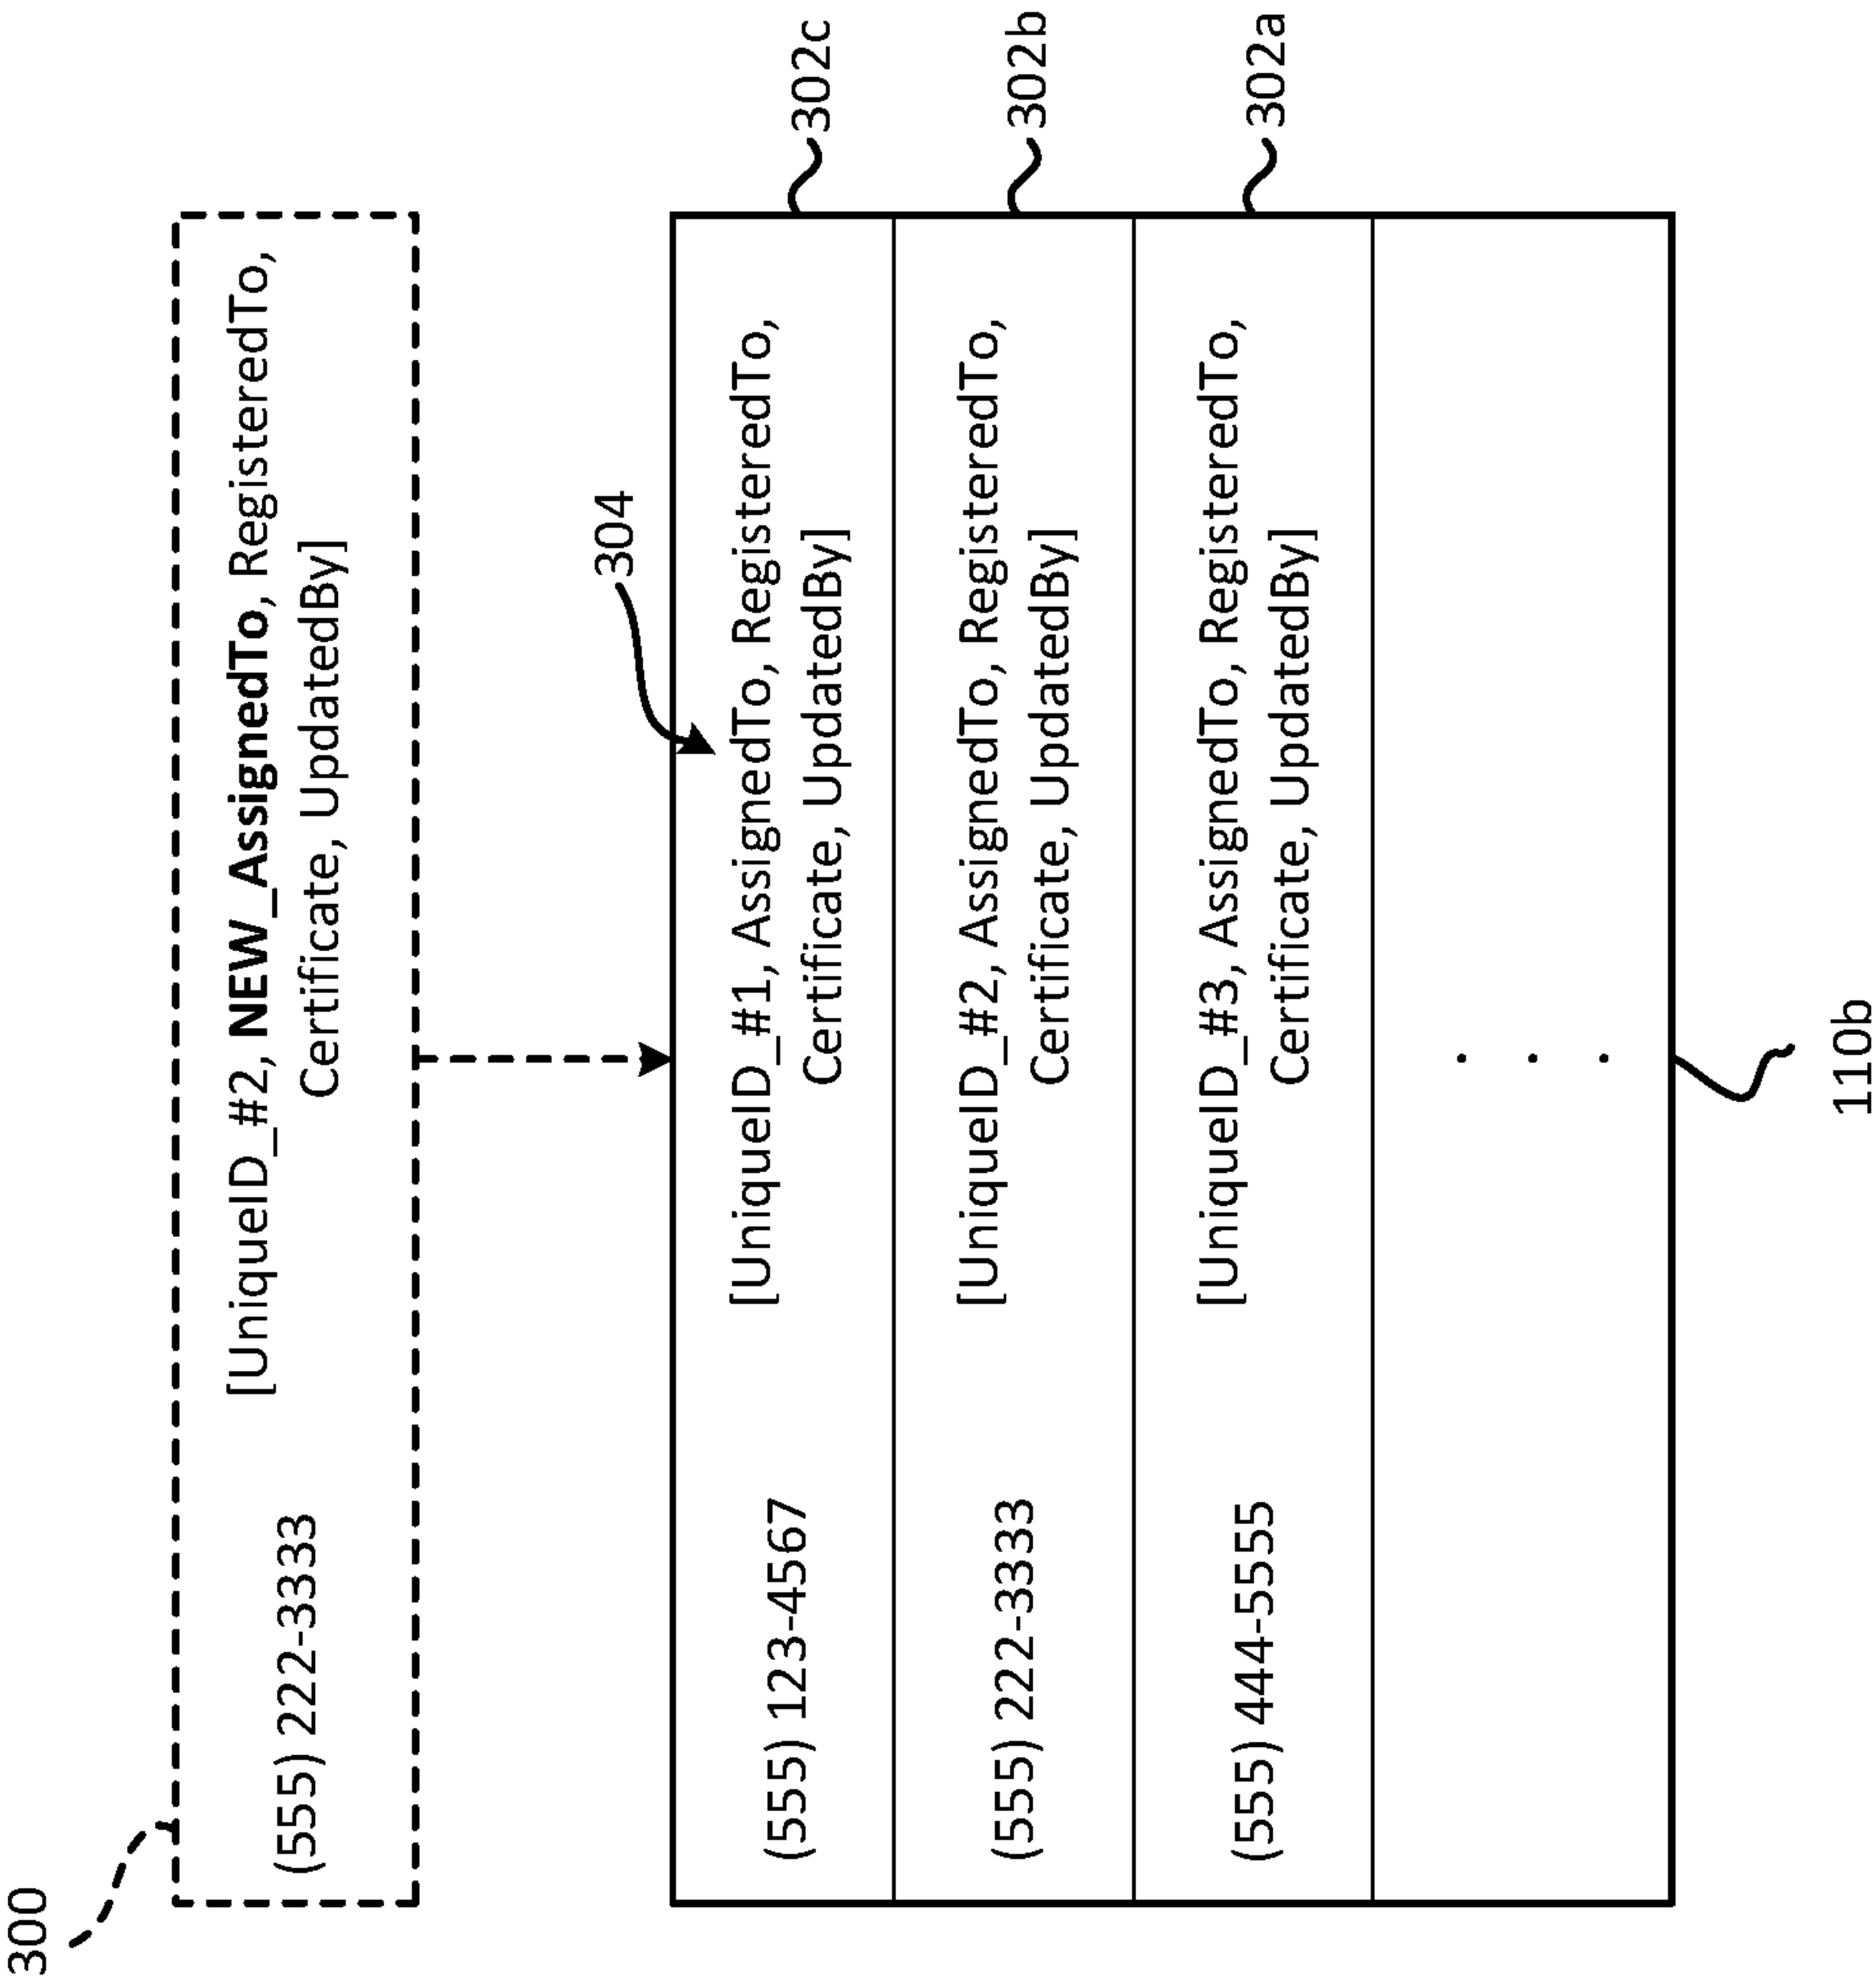 300
(555) 222-3333
[UniqueID_#2, NEW_AssignedTo, RegisteredTo,
Certificate, UpdatedBy]
304
(555) 123-4567
[UniqueID_#1, AssignedTo, RegisteredTo,
Certificate, UpdatedBy]
302c
(555) 222-3333
[UniqueID_#2, AssignedTo, RegisteredTo,
Certificate, UpdatedBy]
302b
(555) 444-5555
[UniqueID_#3, AssignedTo, RegisteredTo,
Certificate, UpdatedBy]
302a
. . .
110b